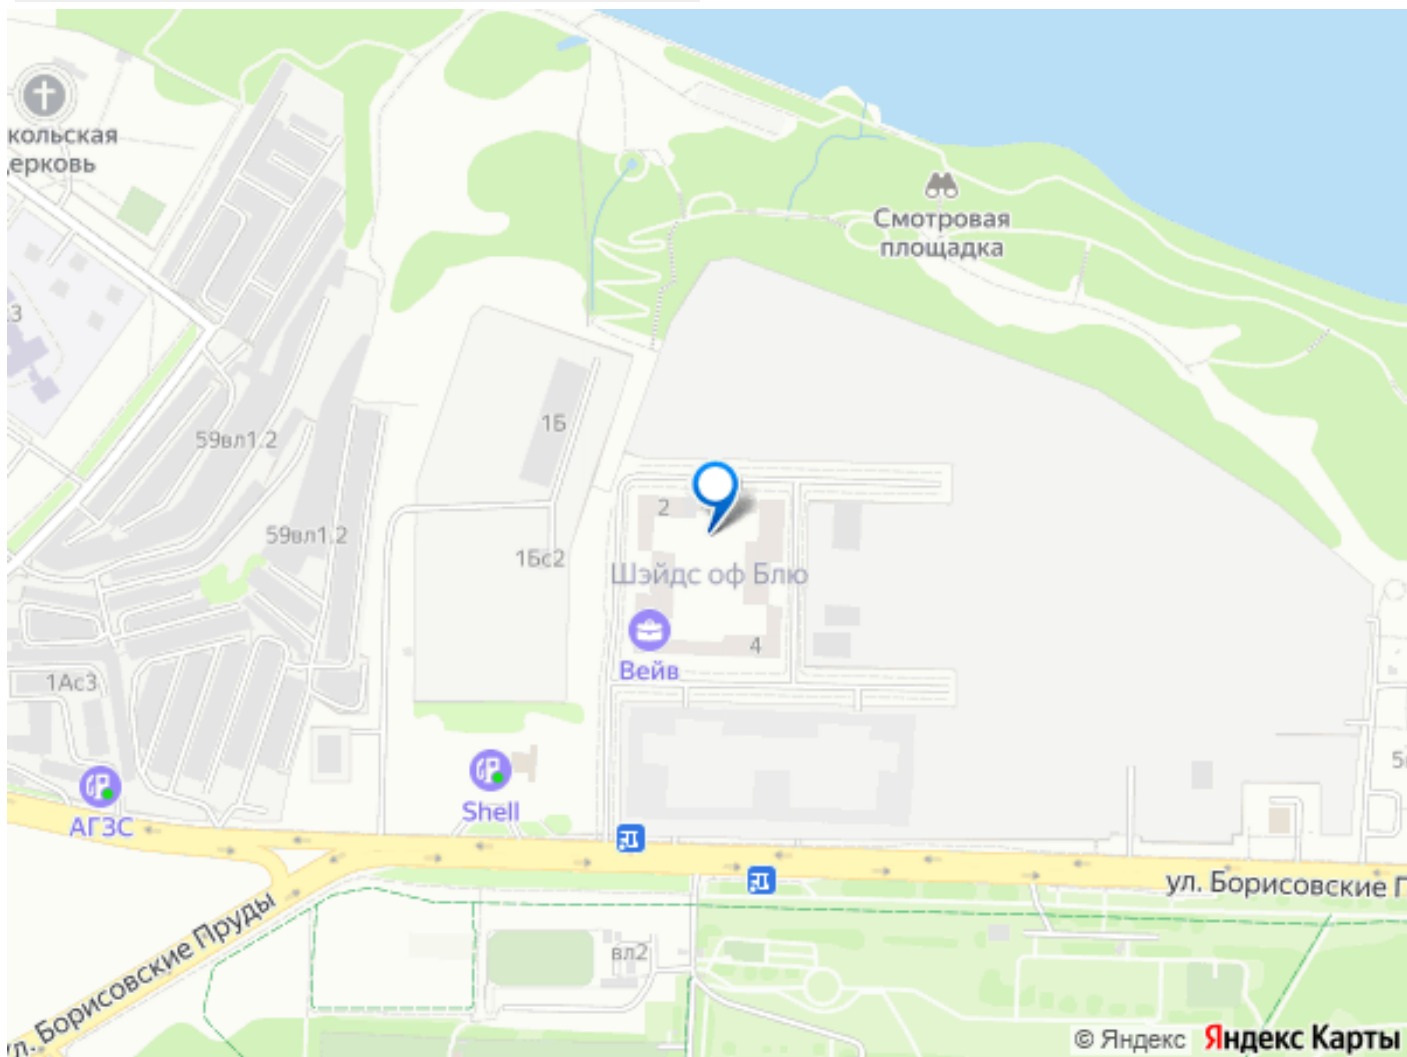 кольская
ерковь
Смотровая
площадка
3
1Б
59вл1.2
59вл1.2
2
1Бс2
Шэйдс оф Блю
4
Вейв
1Ас3
Shell
АГЗС
ул. Борисовские П
ул. Борисовские Пруды
вл2
© Яндекс Яндекс Карты